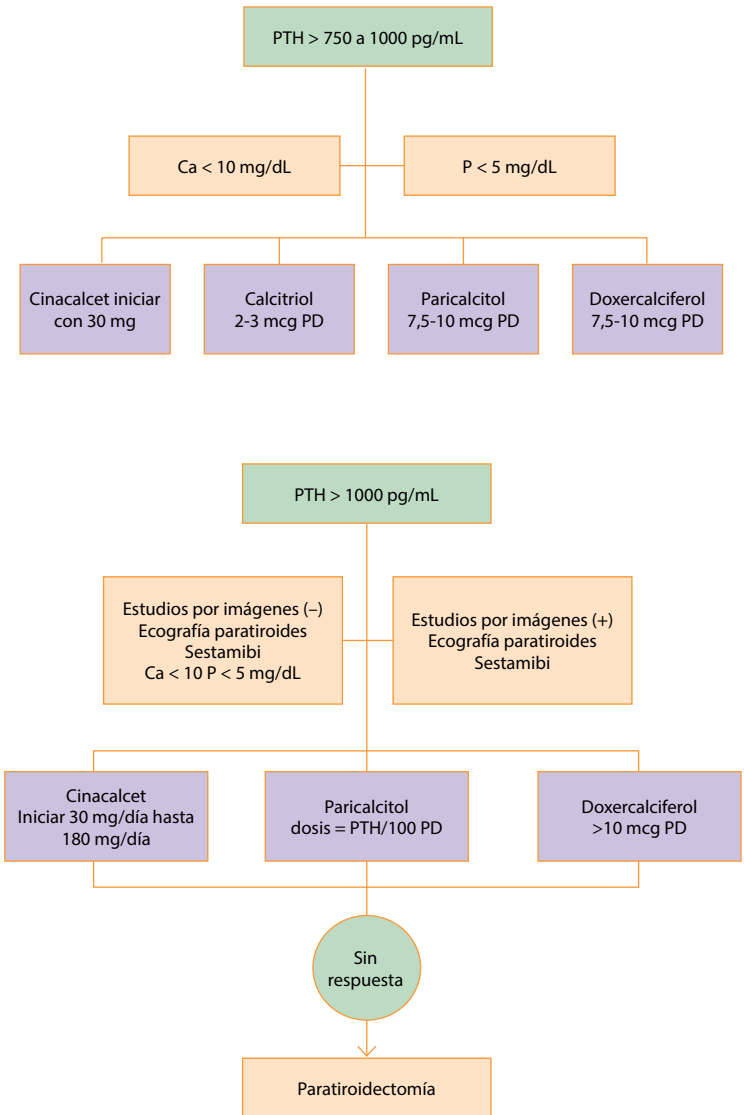 PTH > 750 a 1000 pg/mL
Ca < 10 mg/dL
P < 5 mg/dL
Cinacalcet iniciar
con 30 mg
Calcitriol
2-3 mcg PD
Paricalcitol
7,5-10 mcg PD
Doxercalciferol
7,5-10 mcg PD
PTH > 1000 pg/mL
Estudios por imágenes (–)
Ecografía paratiroides
Sestamibi
Ca < 10 P < 5 mg/dL
Estudios por imágenes (+)
Ecografía paratiroides
Sestamibi
Cinacalcet
Iniciar 30 mg/día hasta
180 mg/día
Paricalcitol
dosis = PTH/100 PD
Doxercalciferol
>10 mcg PD
Sin
respuesta
Paratiroidectomía